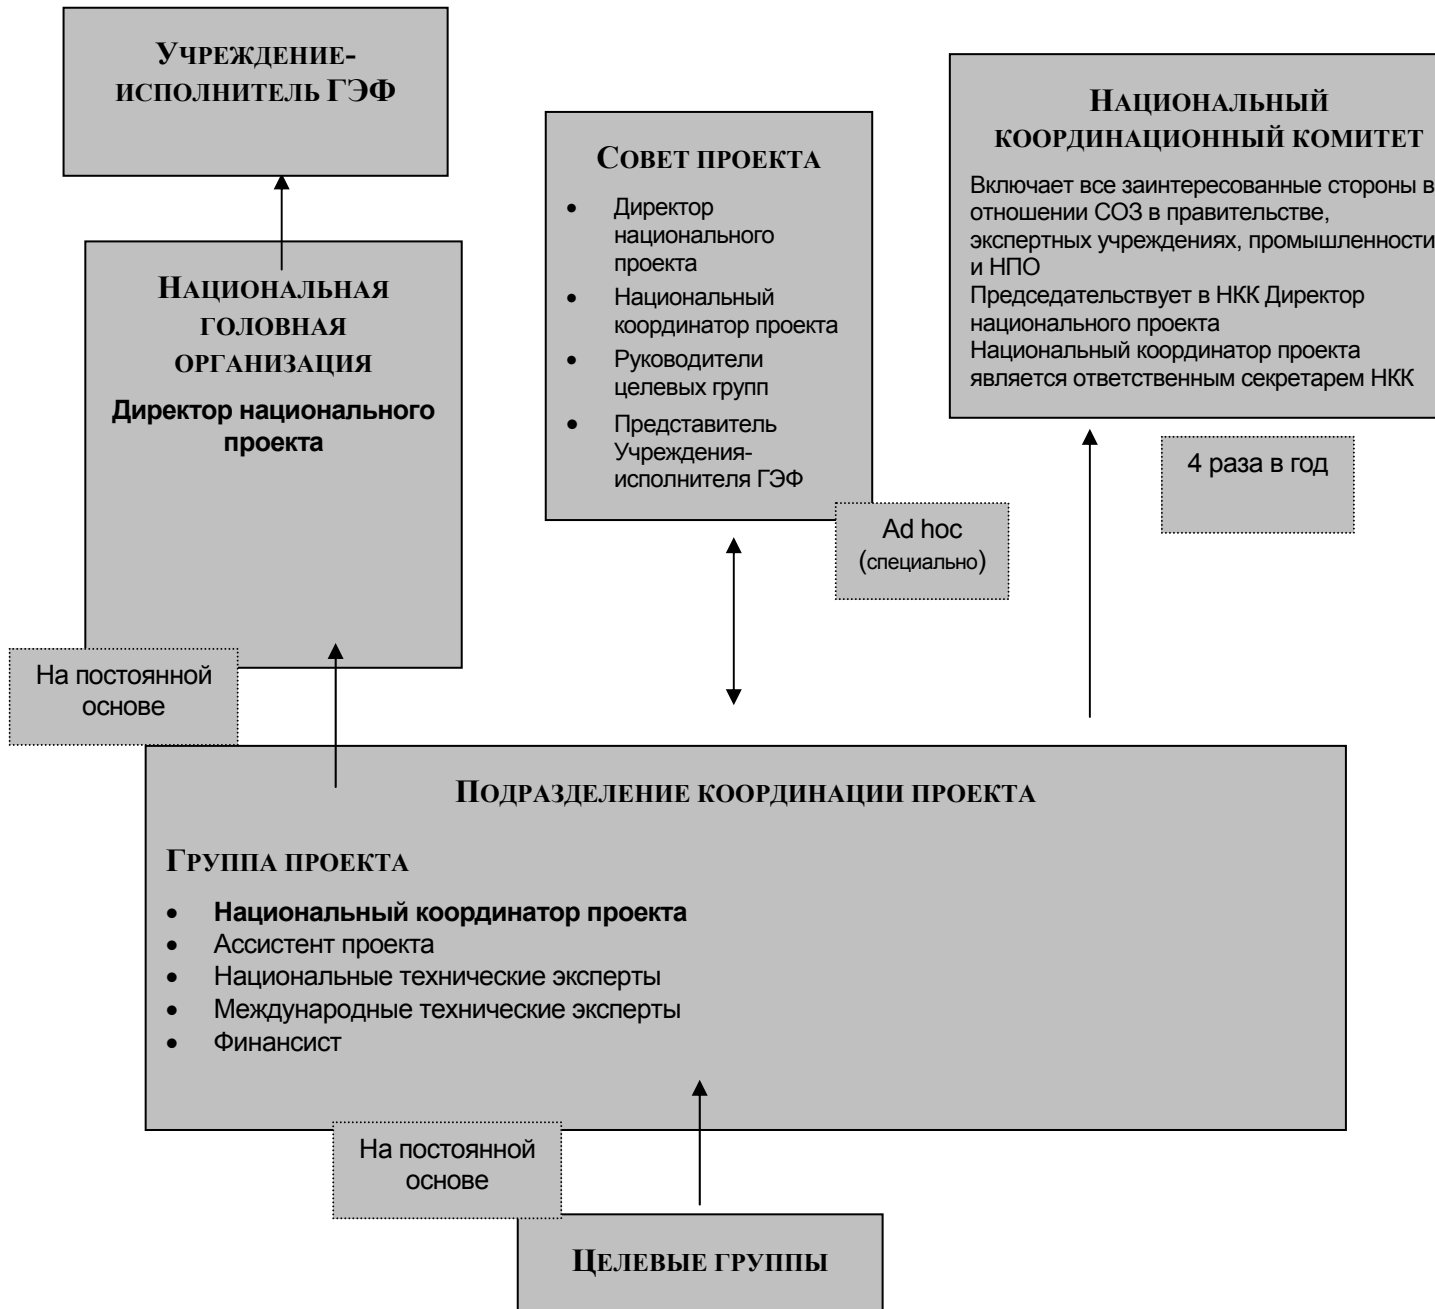 УЧРЕЖДЕНИЕ-
ИСПОЛНИТЕЛЬ ГЭФ
НАЦИОНАЛЬНАЯ
ГОЛОВНАЯ
ОРГАНИЗАЦИЯ
Директор национального
проекта
На постоянной
основе
СОВЕТ ПРОЕКТА
• Директор
национального
проекта
• Национальный
координатор проекта
• Руководители
целевых групп
• Представитель
Учреждения-
исполнителя ГЭФ
Ad hoc
(специально)
НАЦИОНАЛЬНЫЙ
КООРДИНАЦИОННЫЙ КОМИТЕТ
Включает все заинтересованные стороны в
отношении СОЗ в правительстве,
экспертных учреждениях, промышленности
и НПО
Председательствует в НКК Директор
национального проекта
Национальный координатор проекта
является ответственным секретарем НКК
4 раза в год
ПОДРАЗДЕЛЕНИЕ КООРДИНАЦИИ ПРОЕКТА
ГРУППА ПРОЕКТА
• Национальный координатор проекта
• Ассистент проекта
• Национальные технические эксперты
• Международные технические эксперты
• Финансист
На постоянной
основе
ЦЕЛЕВЫЕ ГРУППЫ